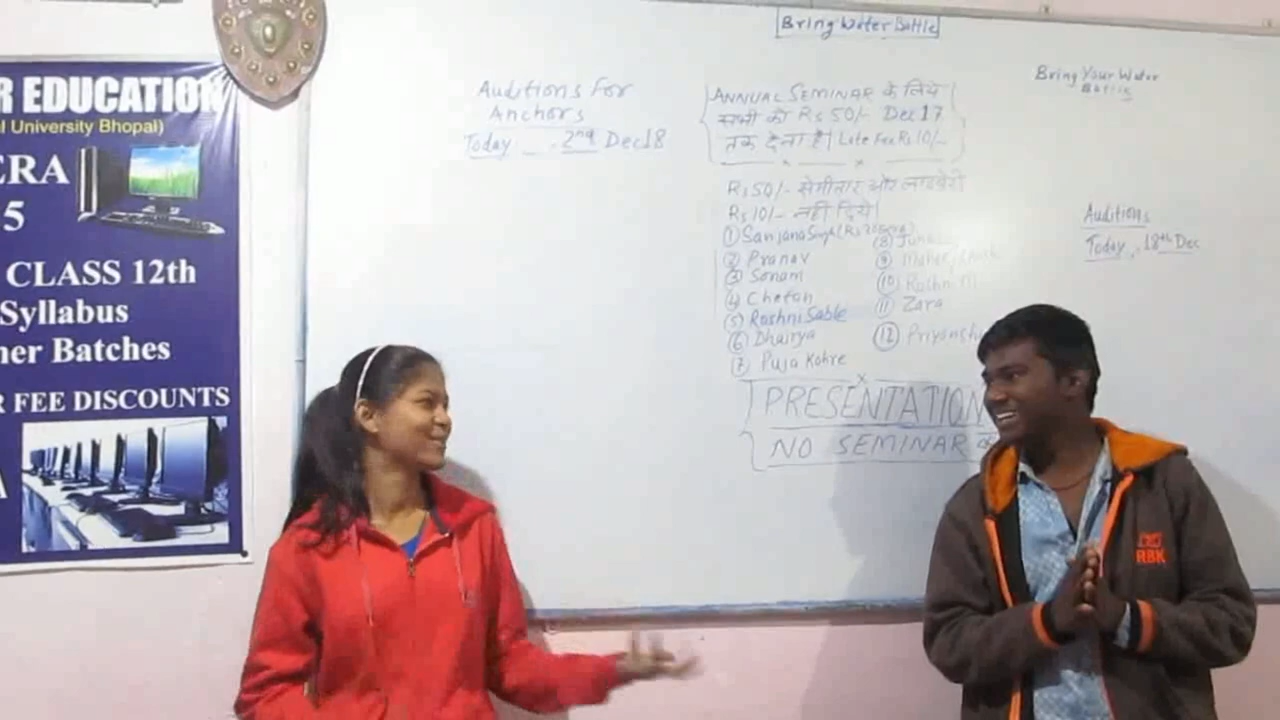 R EDUCATION
al University Bhopal)
ERA
5
CLASS 12th
Syllabus
ner Batches
R FEE DISCOUNTS
A
Bring Water Bottle
Auditions For
Anchors
Today 2nd Dec18
ANNUAL SEMINAR के लिये
सभी को Rs 50/- Dec 17
तक देना है। Late Fee Rs 10/-
Rs50/- सेमीनार और लाइब्रेरी
Rs 10/- नहीं दिये।
① Sanjana Singh (Rs
② Pranav
③ Sonam
④ Chetan
⑤ Roshni Sable
⑥ Dhairya
⑦ Puja Kohre
⑧
⑨
⑩ Roshni M
⑪ Zara
⑫ Priyanshi
PRESENTATION
NO SEMINAR
Bring Your Water
Bottle
Auditions
Today 18th Dec
RBK